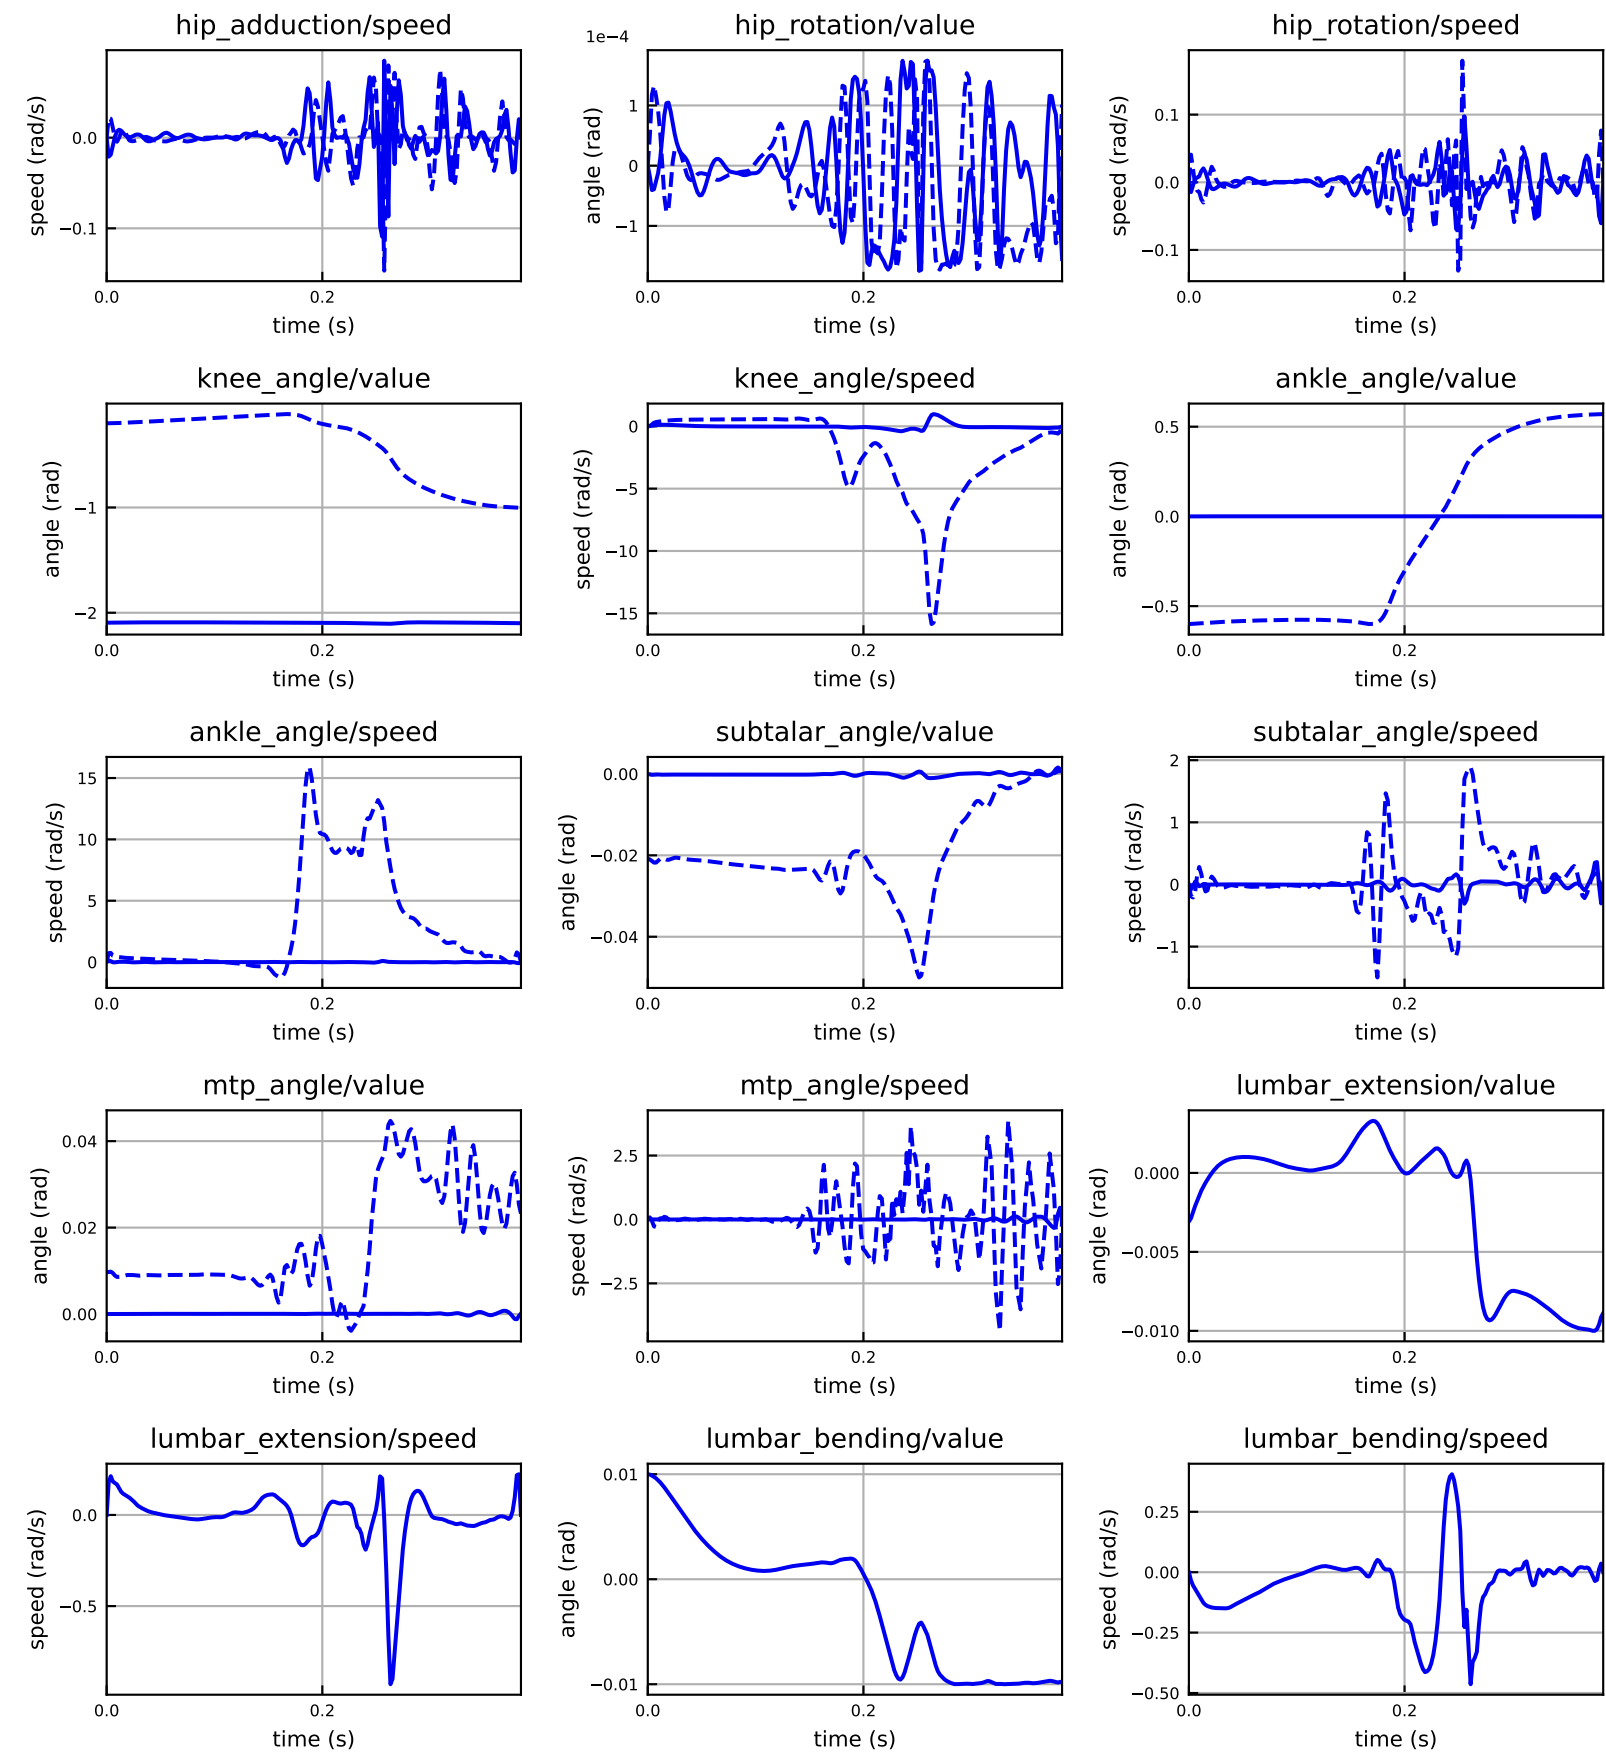 hip_adduction/speed
speed (rad/s)
0.0
−0.1
0.0
0.2
time (s)
hip_rotation/value
1e−4
angle (rad)
1
0
−1
0.0
0.2
time (s)
hip_rotation/speed
speed (rad/s)
0.1
0.0
−0.1
0.0
0.2
time (s)
knee_angle/value
angle (rad)
−1
−2
0.0
0.2
time (s)
knee_angle/speed
speed (rad/s)
0
−5
−10
−15
0.0
0.2
time (s)
ankle_angle/value
angle (rad)
0.5
0.0
−0.5
0.0
0.2
time (s)
ankle_angle/speed
speed (rad/s)
15
10
5
0
0.0
0.2
time (s)
subtalar_angle/value
angle (rad)
0.00
−0.02
−0.04
0.0
0.2
time (s)
subtalar_angle/speed
speed (rad/s)
2
1
0
−1
0.0
0.2
time (s)
mtp_angle/value
angle (rad)
0.04
0.02
0.00
0.0
0.2
time (s)
mtp_angle/speed
speed (rad/s)
2.5
0.0
−2.5
0.0
0.2
time (s)
lumbar_extension/value
angle (rad)
0.000
−0.005
−0.010
0.0
0.2
time (s)
lumbar_extension/speed
speed (rad/s)
0.0
−0.5
0.0
0.2
time (s)
lumbar_bending/value
angle (rad)
0.01
0.00
−0.01
0.0
0.2
time (s)
lumbar_bending/speed
speed (rad/s)
0.25
0.00
−0.25
−0.50
0.0
0.2
time (s)